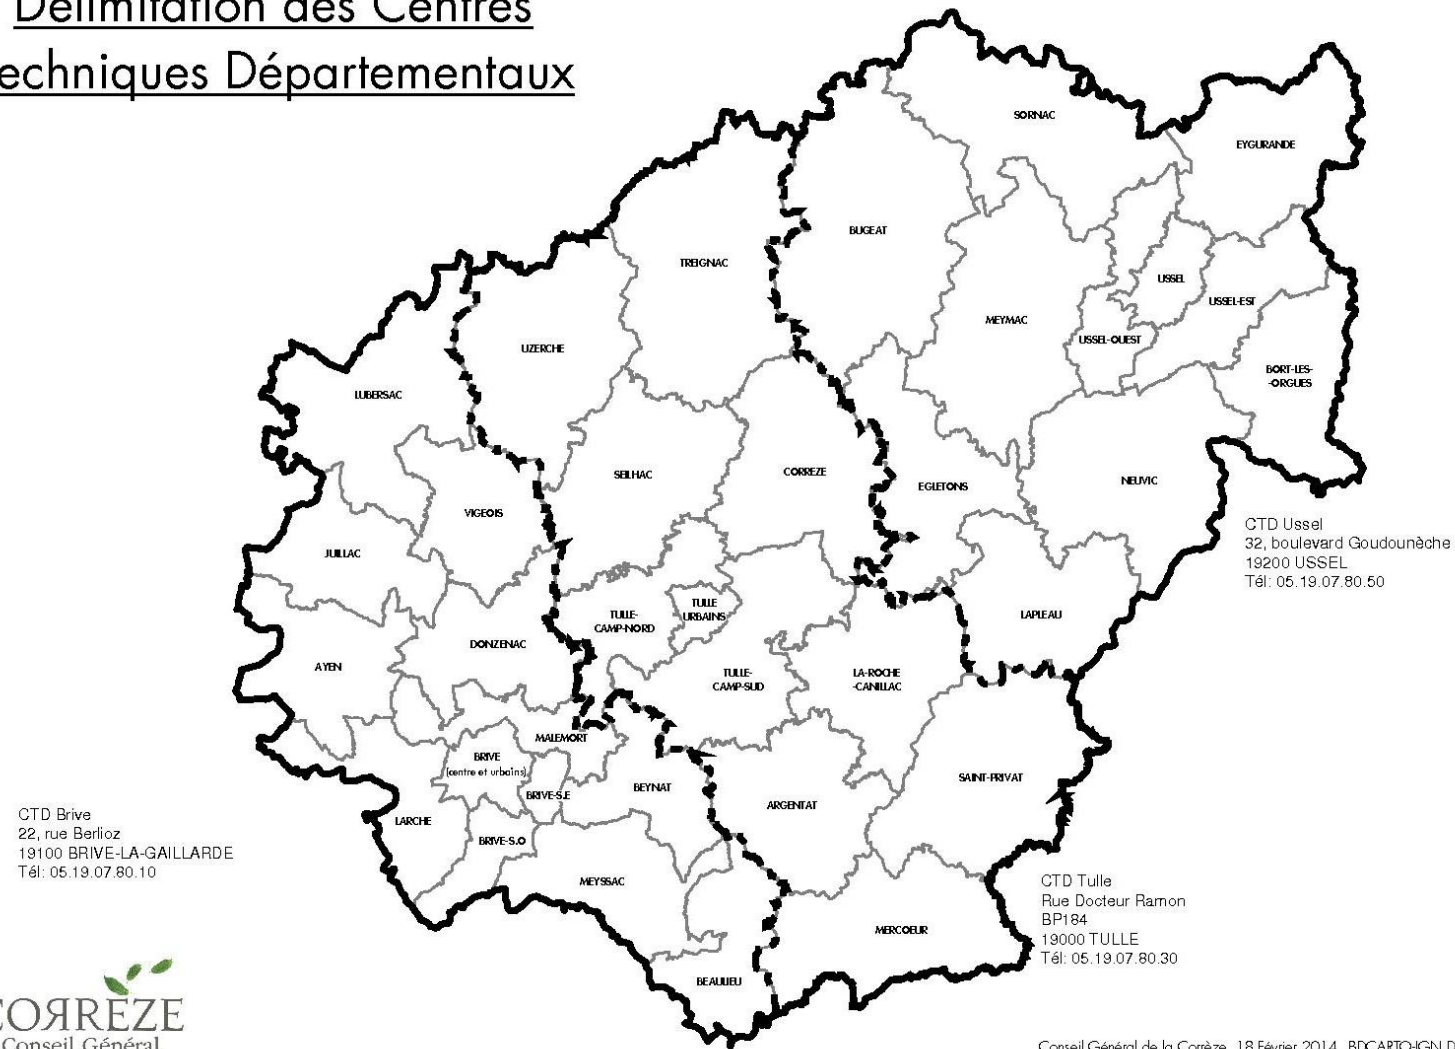 Délimitation des Centres
echniques Départementaux
SORNAC
EYGURANDE
BUGEAT
TREIGNAC
USSEL
USSEL-EST
MEYMAC
USSEL-OUEST
UZERCHE
BORT-LES-
-ORGUES
LUBERSAC
SEILHAC
CORREZE
EGLETONS
NEUVIC
VIGEOIS
JUILLAC
CTD Ussel
32, boulevard Goudounèche
19200 USSEL
Tél: 05.19.07.80.50
TULLE-
CAMP-NORD
TULLE
URBAINS
LAPLEAU
DONZENAC
AYEN
TULLE-
CAMP-SUD
LA-ROCHE
-CANILLAC
MALEMORT
BRIVE
(centre et urbains)
BRIVE-S.E
BEYNAT
ARGENTAT
SAINT-PRIVAT
LARCHE
BRIVE-S.O
MEYSSAC
CTD Brive
22, rue Berlioz
19100 BRIVE-LA-GAILLARDE
Tél: 05.19.07.80.10
MERCOEUR
BEAULIEU
CTD Tulle
Rue Docteur Ramon
BP184
19000 TULLE
Tél: 05.19.07.80.30
CORRÈZE
Conseil Général
Conseil Général de la Corrèze, 18 Février 2014, BDCARTO-IGN D